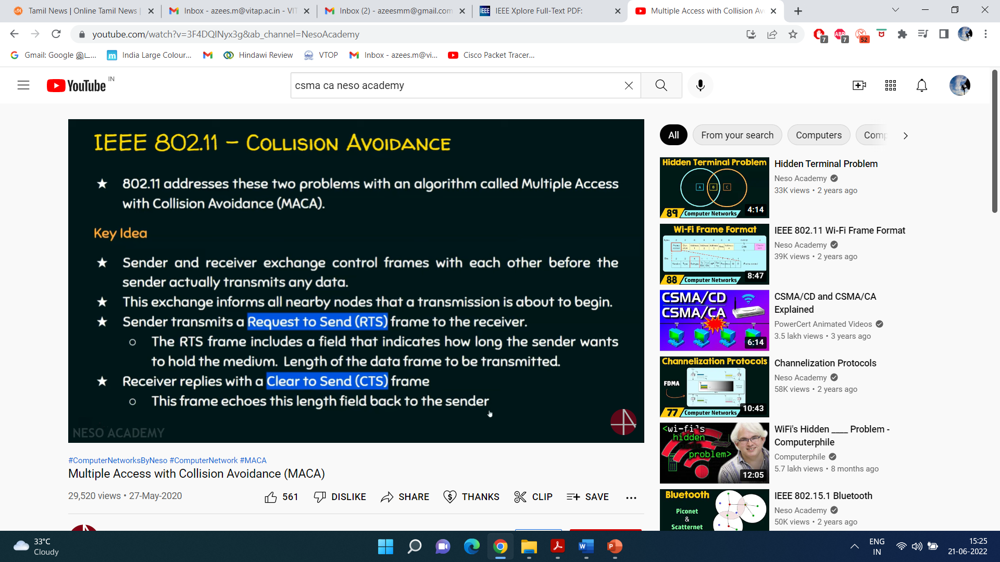 Tamil News | Online Tamil News |
Inbox - azees.m@vitap.ac.in - VIT
Inbox (2) - azeesmm@gmail.com
IEEE Xplore Full-Text PDF:
Multiple Access with Collision Av
youtube.com/watch?v=3F4DQINyx3g&ab_channel=NesoAcademy
7
ABP
7
52
Gmail: Google இட...
India Large Colour...
Hindawi Review
VTOP
Inbox - azees.m@vi...
Cisco Packet Tracer...
YouTube IN
csma ca neso academy
IEEE 802.11 – COLLISION AVOIDANCE
★ 802.11 addresses these two problems with an algorithm called Multiple Access
with Collision Avoidance (MACA).
Key Idea
★ Sender and receiver exchange control frames with each other before the
sender actually transmits any data.
★ This exchange informs all nearby nodes that a transmission is about to begin.
★ Sender transmits a Request to Send (RTS) frame to the receiver.
○ The RTS frame includes a field that indicates how long the sender wants
to hold the medium. Length of the data frame to be transmitted.
★ Receiver replies with a Clear to Send (CTS) frame
○ This frame echoes this length field back to the sender
NESO ACADEMY
#ComputerNetworksByNeso #ComputerNetwork #MACA
Multiple Access with Collision Avoidance (MACA)
29,520 views • 27-May-2020
561
DISLIKE
SHARE
THANKS
CLIP
SAVE
All
From your search
Computers
Comp
Hidden Terminal Problem
A
B
C
89 Computer Networks
4:14
Hidden Terminal Problem
Neso Academy
33K views • 2 years ago
Wi-Fi Frame Format
88 Computer Networks
8:47
IEEE 802.11 Wi-Fi Frame Format
Neso Academy
39K views • 2 years ago
CSMA/CD
CSMA/CA
6:14
CSMA/CD and CSMA/CA
Explained
PowerCert Animated Videos
3.5 lakh views • 3 years ago
Channelization Protocols
FDMA
77 Computer Networks
10:43
Channelization Protocols
Neso Academy
58K views • 2 years ago
<wi-fi's
hidden
problem>
12:05
WiFi's Hidden ____ Problem -
Computerphile
Computerphile
5.7 lakh views • 8 months ago
Bluetooth
Piconet
&
Scatternet
IEEE 802.15.1 Bluetooth
Neso Academy
50K views • 2 years ago
33°C
Cloudy
ENG
IN
15:25
21-06-2022